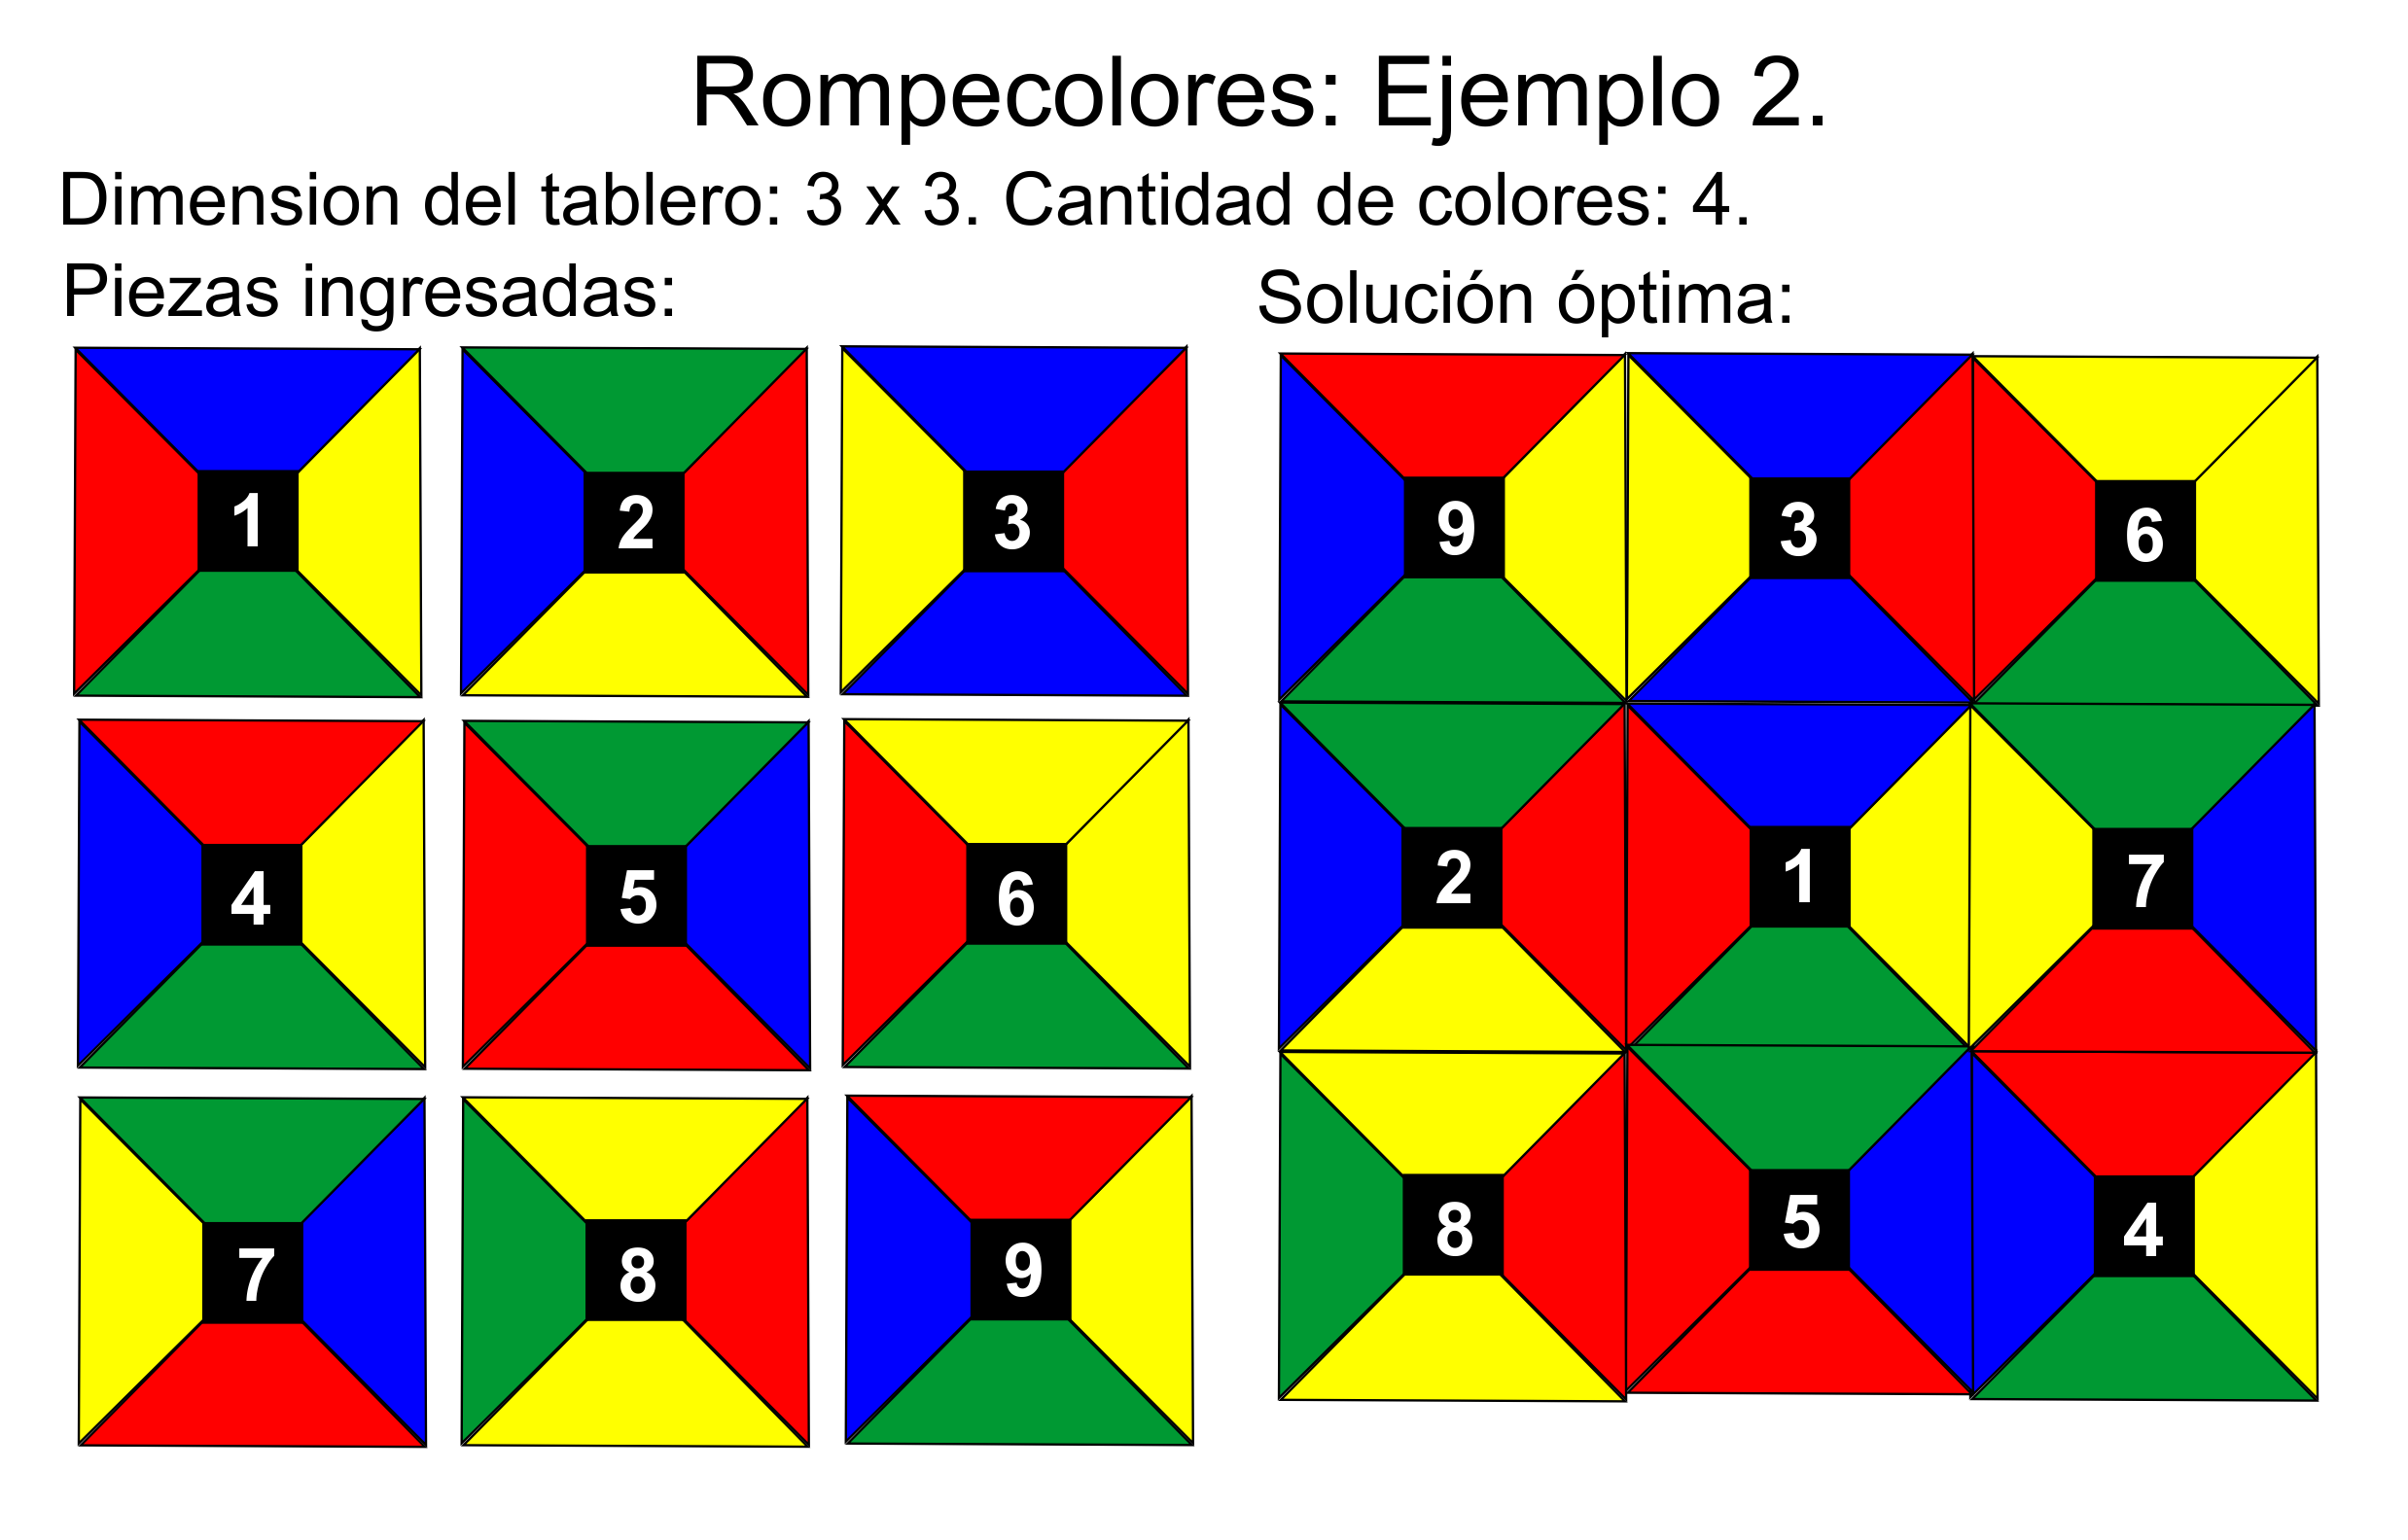 Rompecolores: Ejemplo 2.
Dimension del tablero: 3 x 3. Cantidad de colores: 4.
Piezas ingresadas:
1 2 3
4 5 6
7 8 9
Solución óptima:
9 3 6
2 1 7
8 5 4